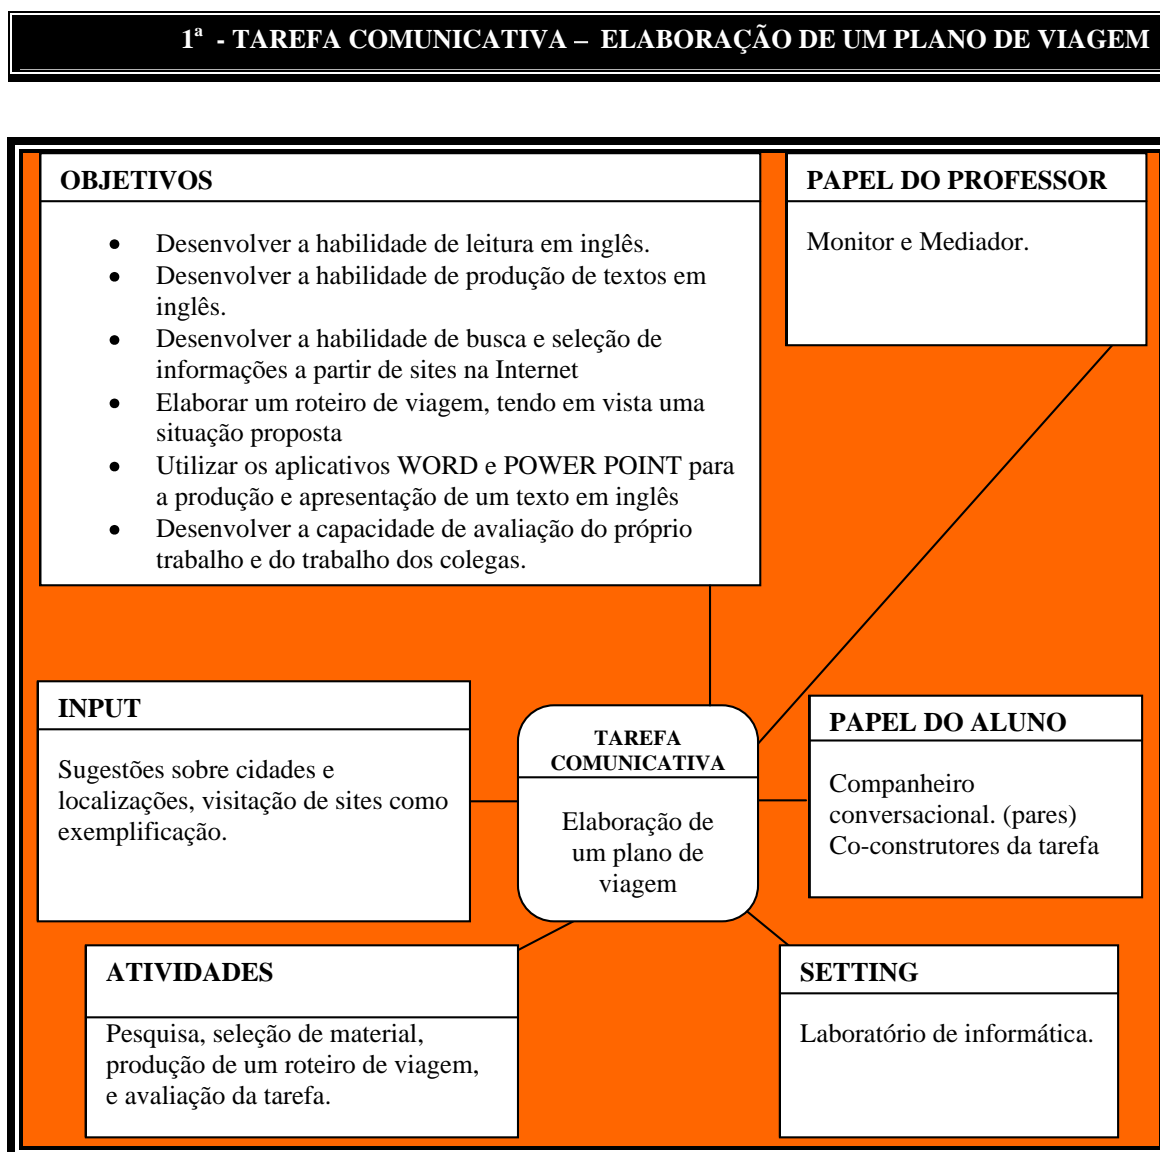 1ª - TAREFA COMUNICATIVA – ELABORAÇÃO DE UM PLANO DE VIAGEM
OBJETIVOS
• Desenvolver a habilidade de leitura em inglês.
• Desenvolver a habilidade de produção de textos em
inglês.
• Desenvolver a habilidade de busca e seleção de
informações a partir de sites na Internet
• Elaborar um roteiro de viagem, tendo em vista uma
situação proposta
• Utilizar os aplicativos WORD e POWER POINT para
a produção e apresentação de um texto em inglês
• Desenvolver a capacidade de avaliação do próprio
trabalho e do trabalho dos colegas.
PAPEL DO PROFESSOR
Monitor e Mediador.
INPUT
Sugestões sobre cidades e
localizações, visitação de sites como
exemplificação.
TAREFA
COMUNICATIVA
Elaboração de
um plano de
viagem
PAPEL DO ALUNO
Companheiro
conversacional. (pares)
Co-construtores da tarefa
ATIVIDADES
Pesquisa, seleção de material,
produção de um roteiro de viagem,
e avaliação da tarefa.
SETTING
Laboratório de informática.